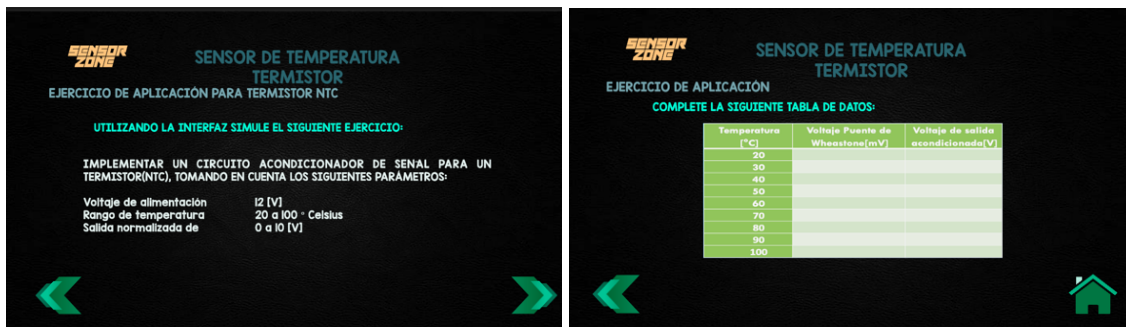 SENSOR
ZONE
SENSOR DE TEMPERATURA
TERMISTOR
EJERCICIO DE APLICACIÓN PARA TERMISTOR NTC
UTILIZANDO LA INTERFAZ SIMULE EL SIGUIENTE EJERCICIO:
IMPLEMENTAR UN CIRCUITO ACONDICIONADOR DE SENAL PARA UN
TERMISTOR(NTC), TOMANDO EN CUENTA LOS SIGUIENTES PARÁMETROS:
Voltaje de alimentación 12 [V]
Rango de temperatura 20 a 100 ° Celsius
Salida normalizada de 0 a 10 [V]
SENSOR
ZONE
SENSOR DE TEMPERATURA
TERMISTOR
EJERCICIO DE APLICACIÓN
COMPLETE LA SIGUIENTE TABLA DE DATOS:
Temperatura Voltaje Puente de Voltaje de salida
[°C] Wheastone[mV] acondicionada[V]
20
30
40
50
60
70
80
90
100